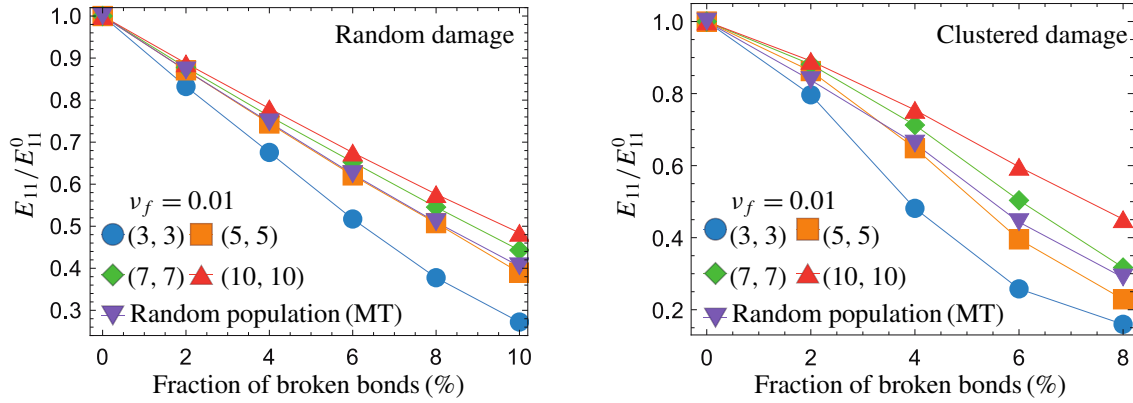 Random damage
E₁₁/E⁰₁₁
1.0
0.9
0.8
0.7
0.6
0.5
0.4
0.3
ν_f = 0.01
(3, 3) (5, 5)
(7, 7) (10, 10)
Random population (MT)
0 2 4 6 8 10
Fraction of broken bonds (%)
Clustered damage
E₁₁/E⁰₁₁
1.0
0.8
0.6
0.4
0.2
ν_f = 0.01
(3, 3) (5, 5)
(7, 7) (10, 10)
Random population (MT)
0 2 4 6 8
Fraction of broken bonds (%)